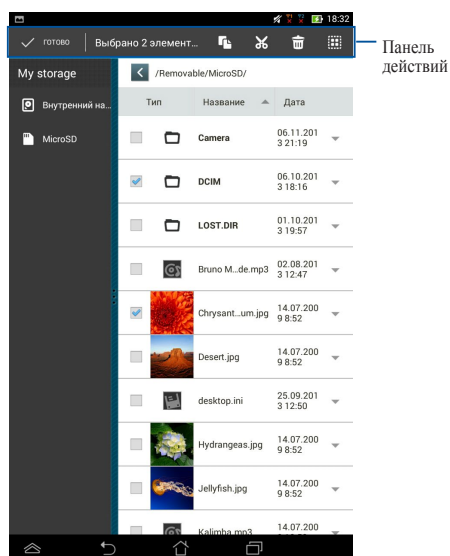 18:32
готово Выбрано 2 элемент...
Панель
действий
My storage
/Removable/MicroSD/
Внутренний на...
MicroSD
Тип Название Дата
Camera 06.11.201
3 21:19
DCIM 06.10.201
3 18:16
LOST.DIR 01.10.201
3 19:57
Bruno M...de.mp3 02.08.201
3 12:47
Chrysant...um.jpg 14.07.200
9 8:52
Desert.jpg 14.07.200
9 8:52
desktop.ini 25.09.201
3 12:50
Hydrangeas.jpg 14.07.200
9 8:52
Jellyfish.jpg 14.07.200
9 8:52
Kalimba.mp3 14.07.200